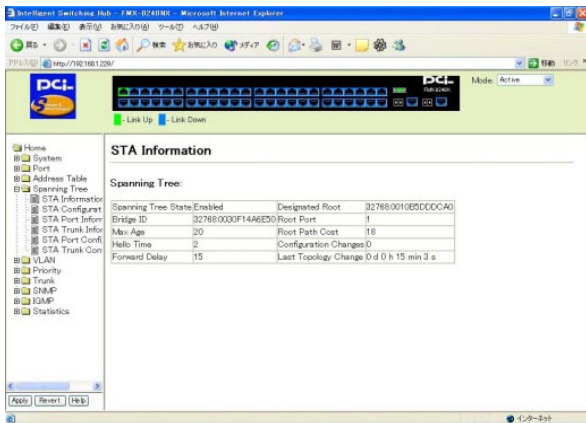 Intelligent Switching Hub - FMX-0240NX - Microsoft Internet Explorer
ファイル(F) 編集(E) 表示(V) お気に入り(A) ツール(T) ヘルプ(H)
戻る 検索 お気に入り メディア
アドレス(D) http://192.168.1.229/ 移動 リンク
PCi
PCi
Mode: Active
- Link Up - Link Down
Home
System
Port
Address Table
Spanning Tree
STA Information
STA Configurat
STA Port Inforr
STA Trunk Infor
STA Port Confi
STA Trunk Con
VLAN
Priority
Trunk
SNMP
IGMP
Statistics
STA Information
Spanning Tree:
Spanning Tree State Enabled Designated Root 32768.0010B5DDDCA0
Bridge ID 32768.0030F14A6E50 Root Port 1
Max Age 20 Root Path Cost 18
Hello Time 2 Configuration Changes 0
Forward Delay 15 Last Topology Change 0 d 0 h 15 min 3 s
Apply Revert Help
インターネット